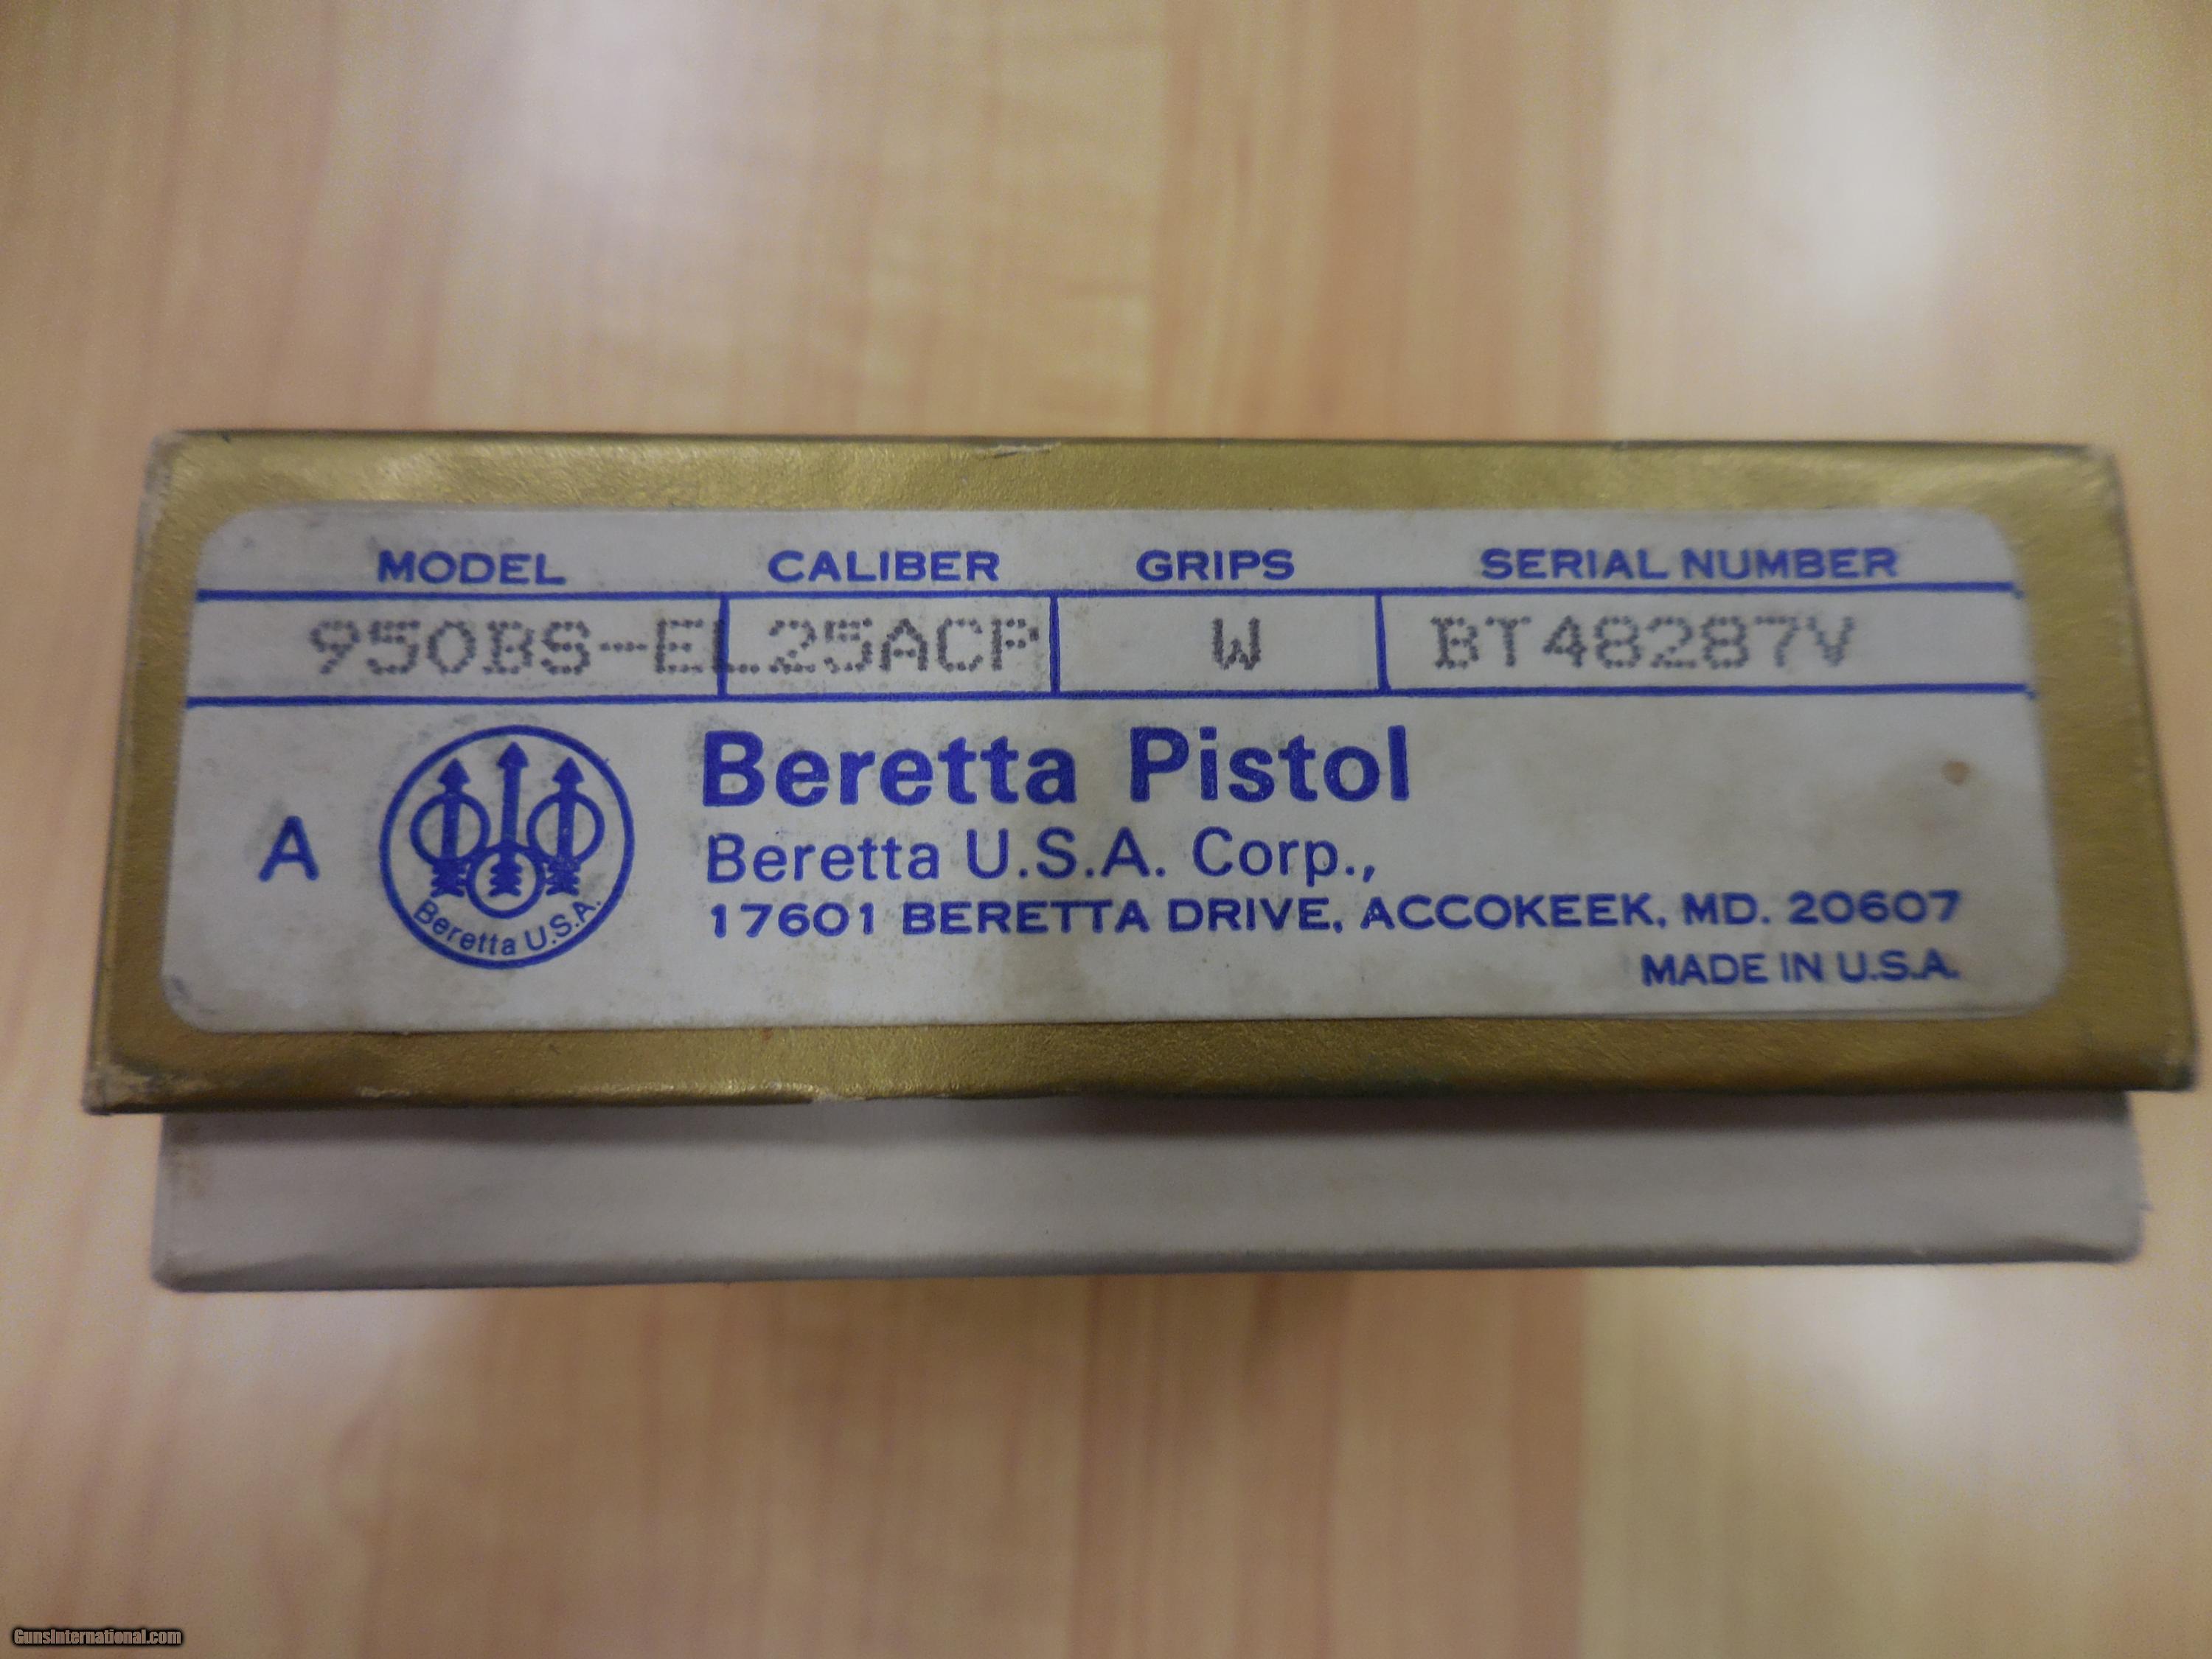 MODEL CALIBER GRIPS SERIAL NUMBER
950BS-EL 25ACP W BT48287V
A
Beretta U.S.A.
Beretta Pistol
Beretta U.S.A. Corp.,
17601 BERETTA DRIVE, ACCOKEEK, MD. 20607
MADE IN U.S.A.
GunsInternational.com